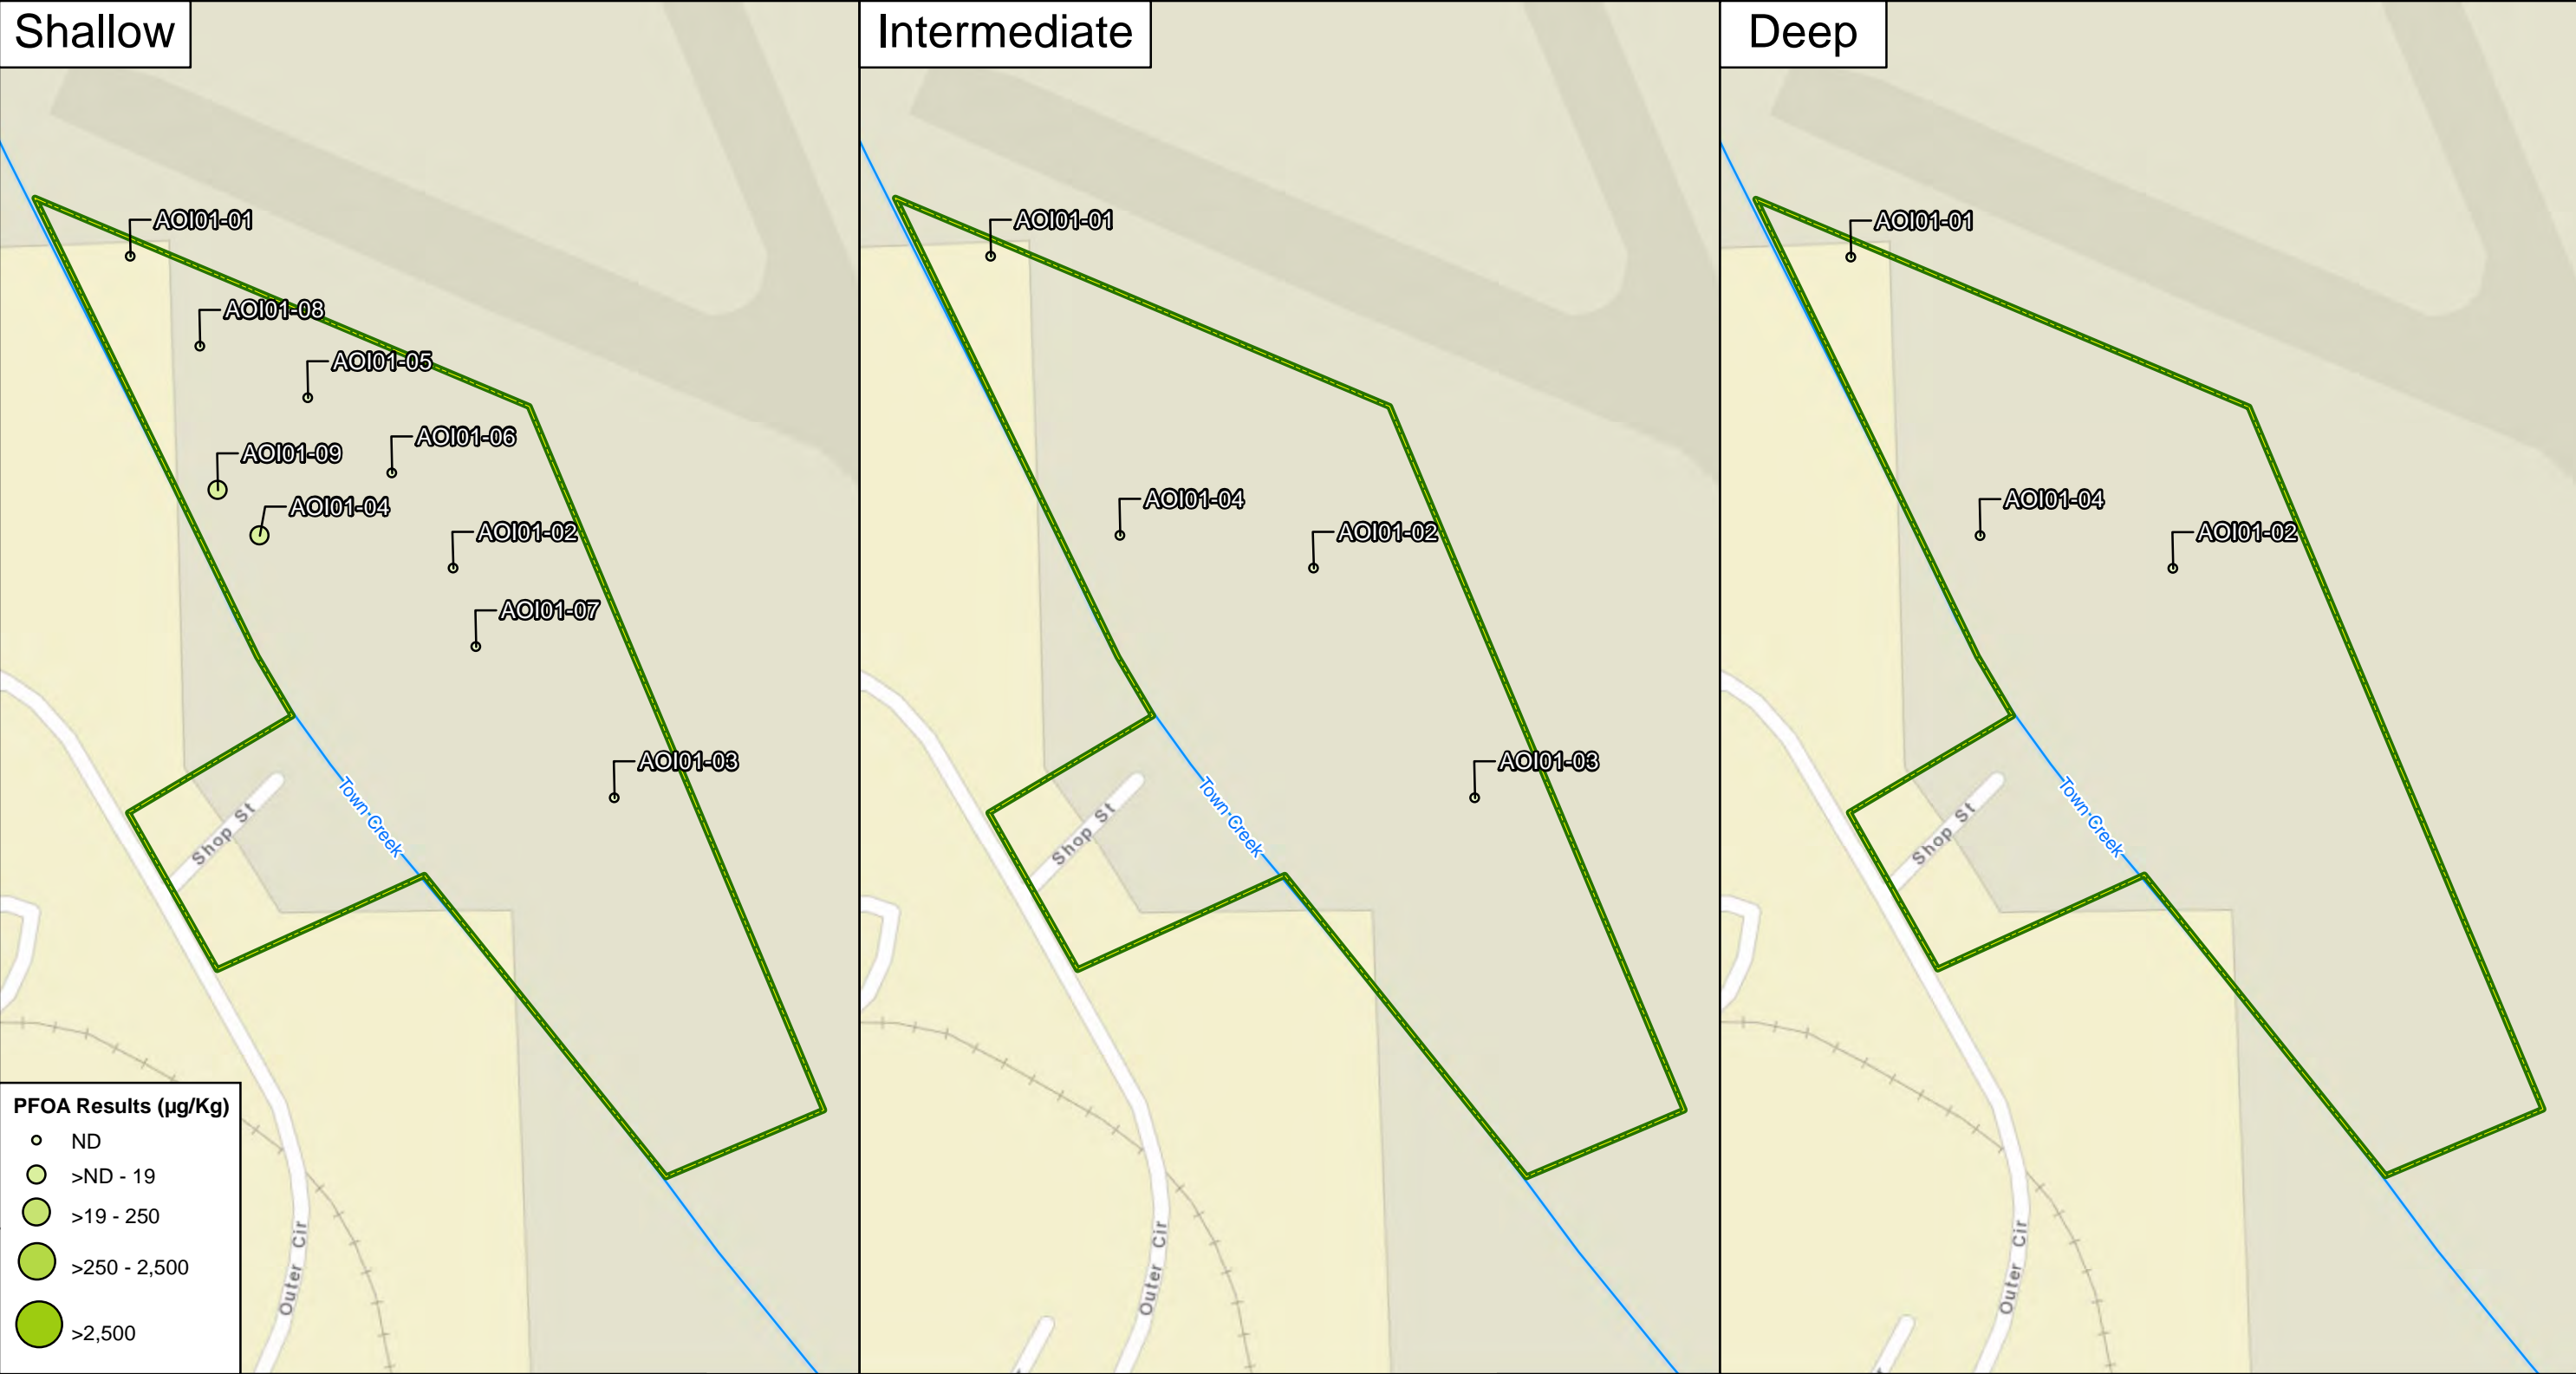 Shallow
AOI01-01
AOI01-08
AOI01-05
AOI01-06
AOI01-09
AOI01-04
AOI01-02
AOI01-07
AOI01-03
Town Creek
Shop St
Outer Cir
PFOA Results (µg/Kg)
ND
>ND - 19
>19 - 250
>250 - 2,500
>2,500
Intermediate
AOI01-01
AOI01-04
AOI01-02
AOI01-03
Town Creek
Shop St
Outer Cir
Deep
AOI01-01
AOI01-04
AOI01-02
Town Creek
Shop St
Outer Cir